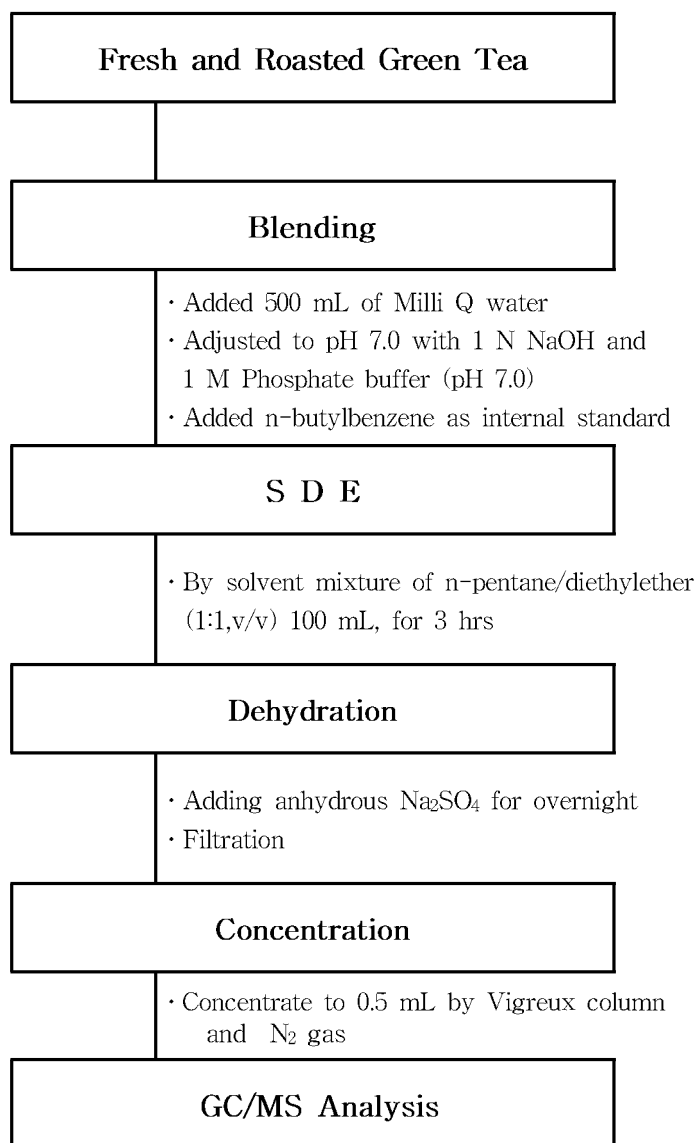 Fresh and Roasted Green Tea
Blending
· Added 500 mL of Milli Q water
· Adjusted to pH 7.0 with 1 N NaOH and
1 M Phosphate buffer (pH 7.0)
· Added n-butylbenzene as internal standard
S D E
· By solvent mixture of n-pentane/diethylether
(1:1,v/v) 100 mL, for 3 hrs
Dehydration
· Adding anhydrous Na₂SO₄ for overnight
· Filtration
Concentration
· Concentrate to 0.5 mL by Vigreux column
and N₂ gas
GC/MS Analysis